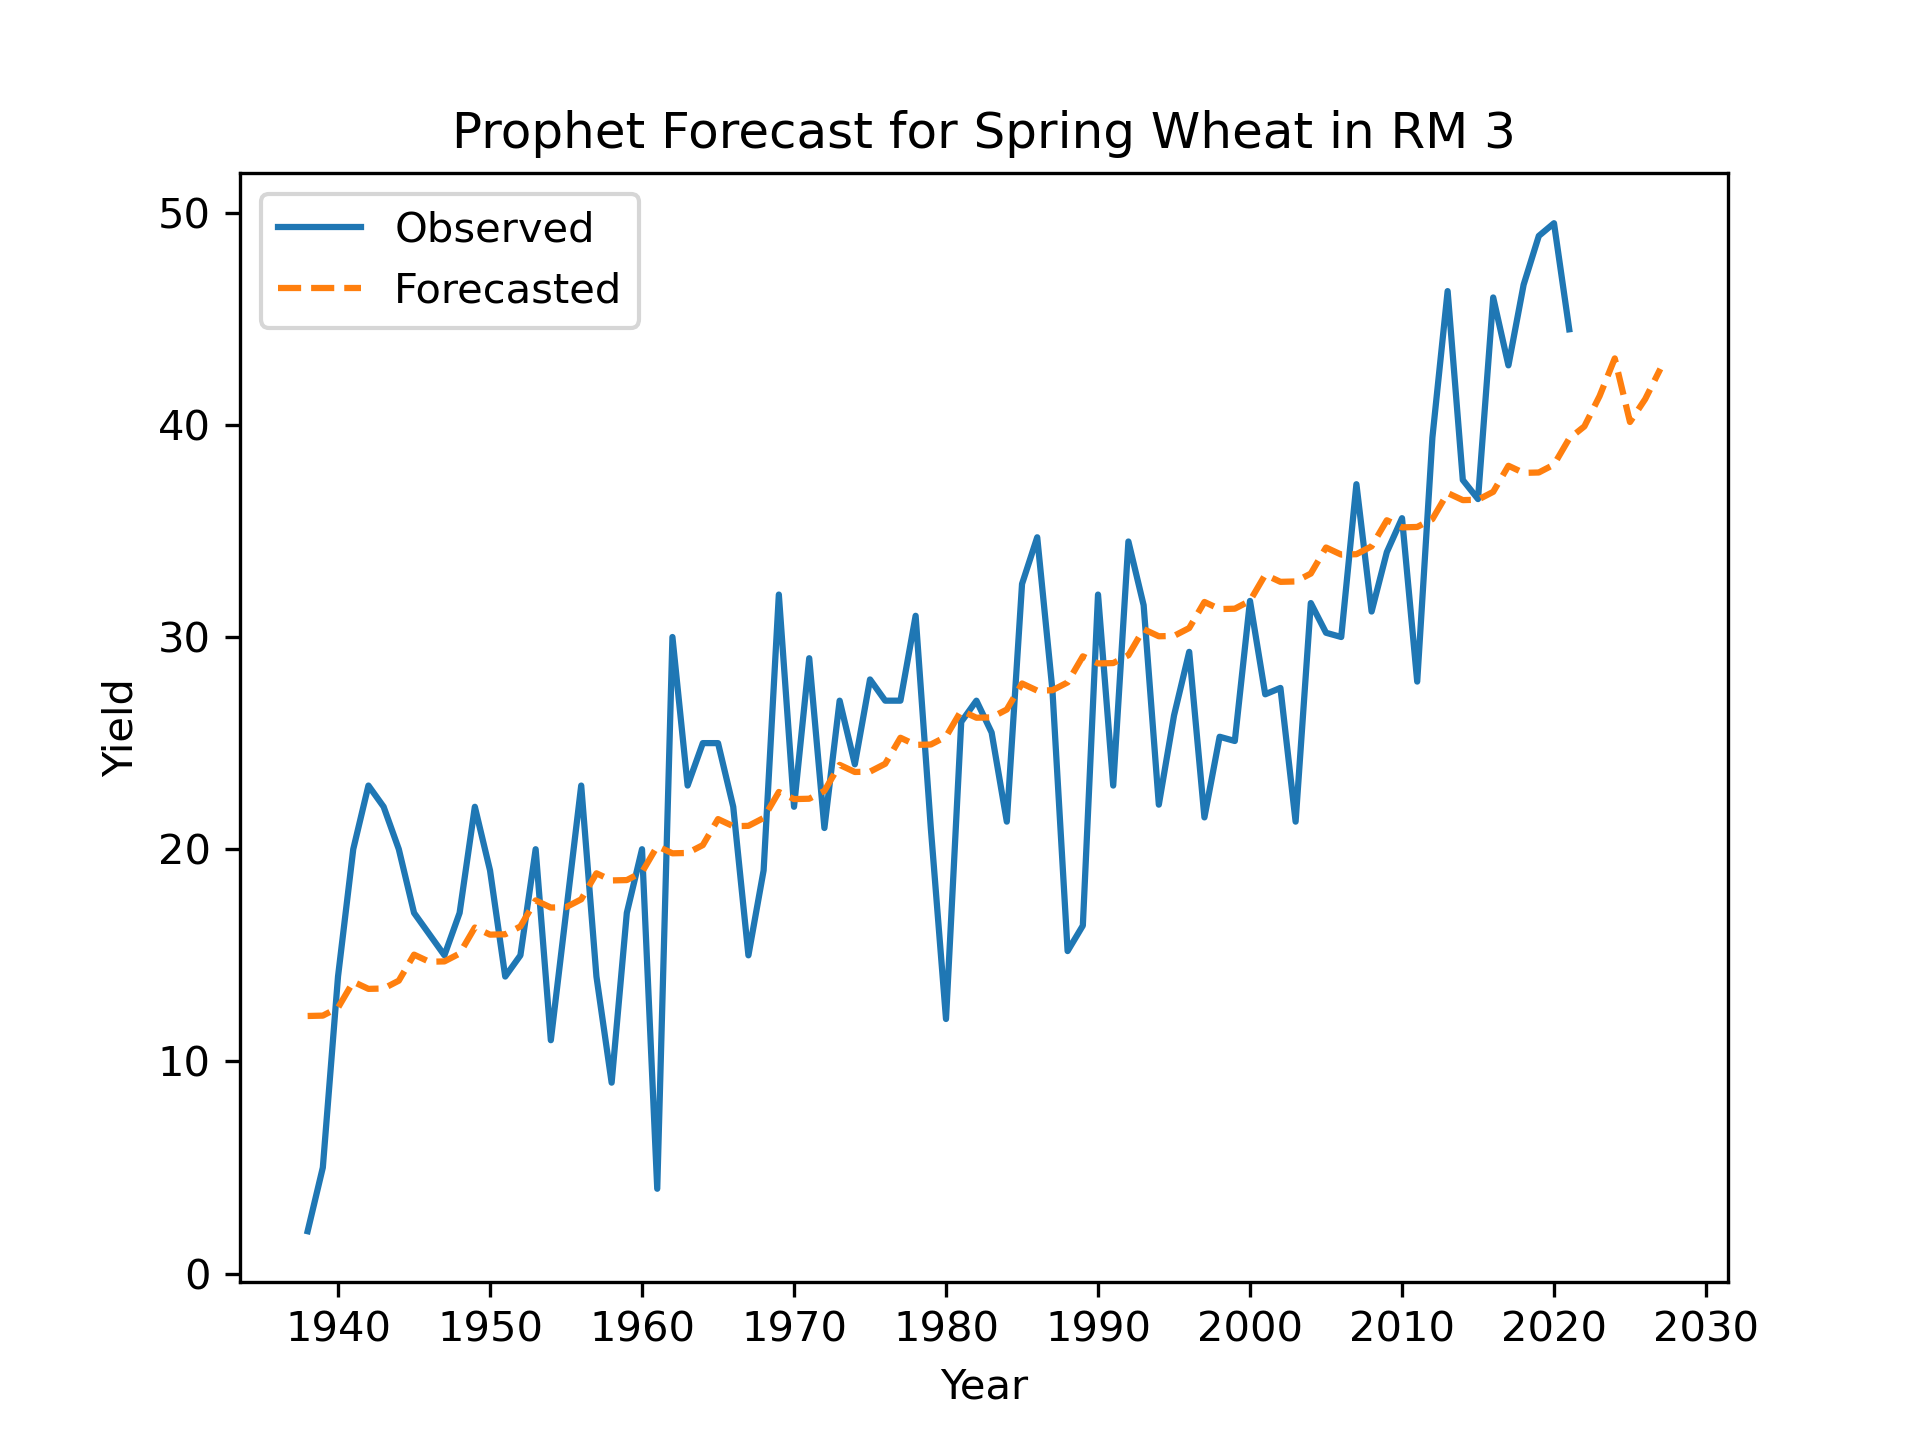 Prophet Forecast for Spring Wheat in RM 3
Observed
Forecasted
50
40
30
20
10
0
Yield
1940 1950 1960 1970 1980 1990 2000 2010 2020 2030
Year